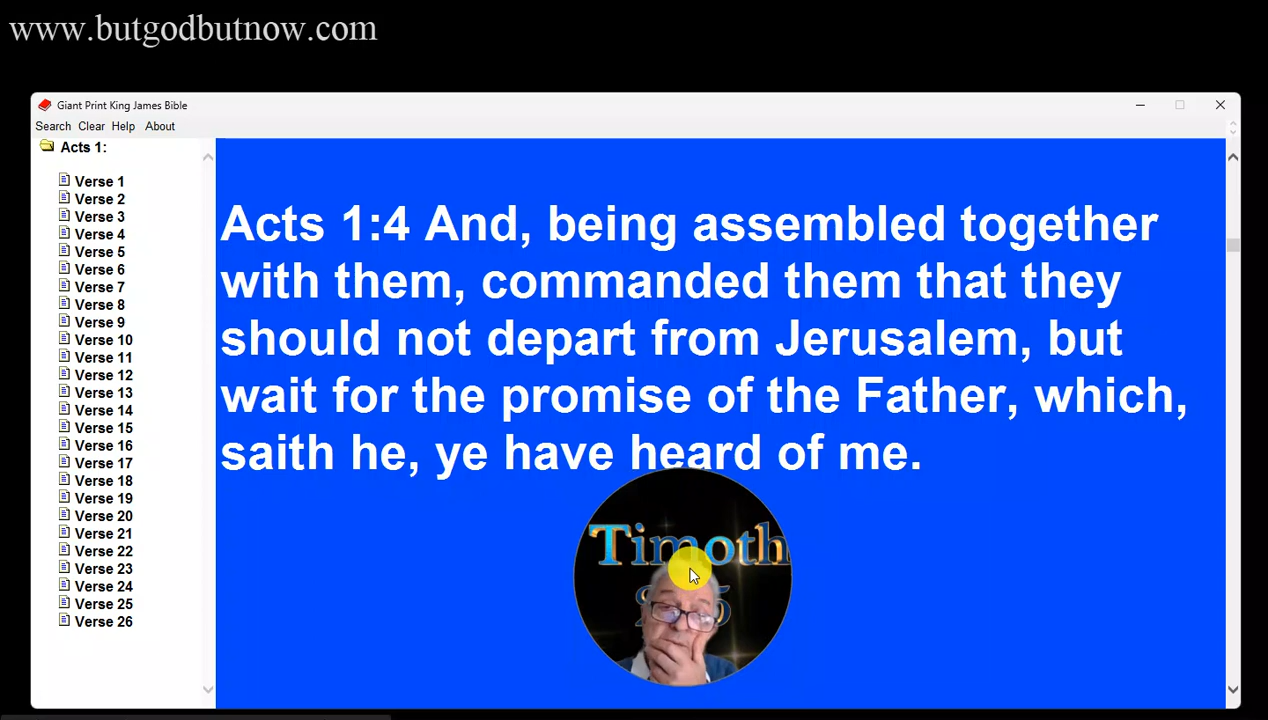 www.butgodbutnow.com
Giant Print King James Bible
Search Clear Help About
Acts 1:
Verse 1
Verse 2
Verse 3
Verse 4
Verse 5
Verse 6
Verse 7
Verse 8
Verse 9
Verse 10
Verse 11
Verse 12
Verse 13
Verse 14
Verse 15
Verse 16
Verse 17
Verse 18
Verse 19
Verse 20
Verse 21
Verse 22
Verse 23
Verse 24
Verse 25
Verse 26
Acts 1:4 And, being assembled together
with them, commanded them that they
should not depart from Jerusalem, but
wait for the promise of the Father, which,
saith he, ye have heard of me.
Timoth